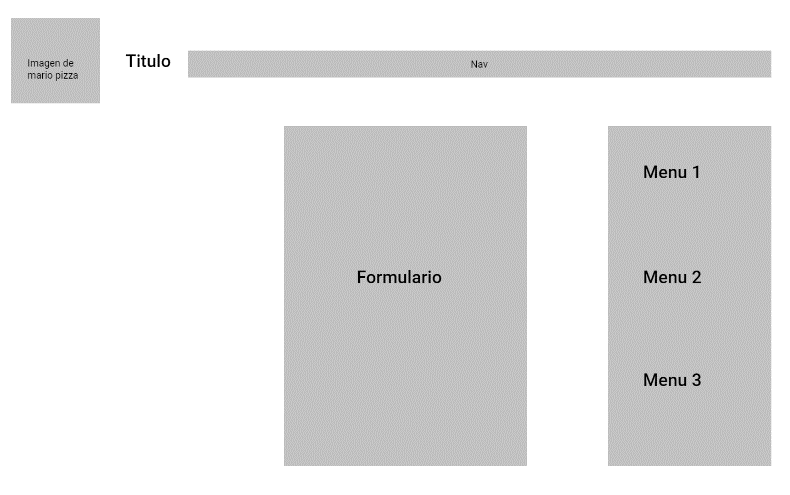 Imagen de
mario pizza
Titulo
Nav
Formulario
Menu 1
Menu 2
Menu 3